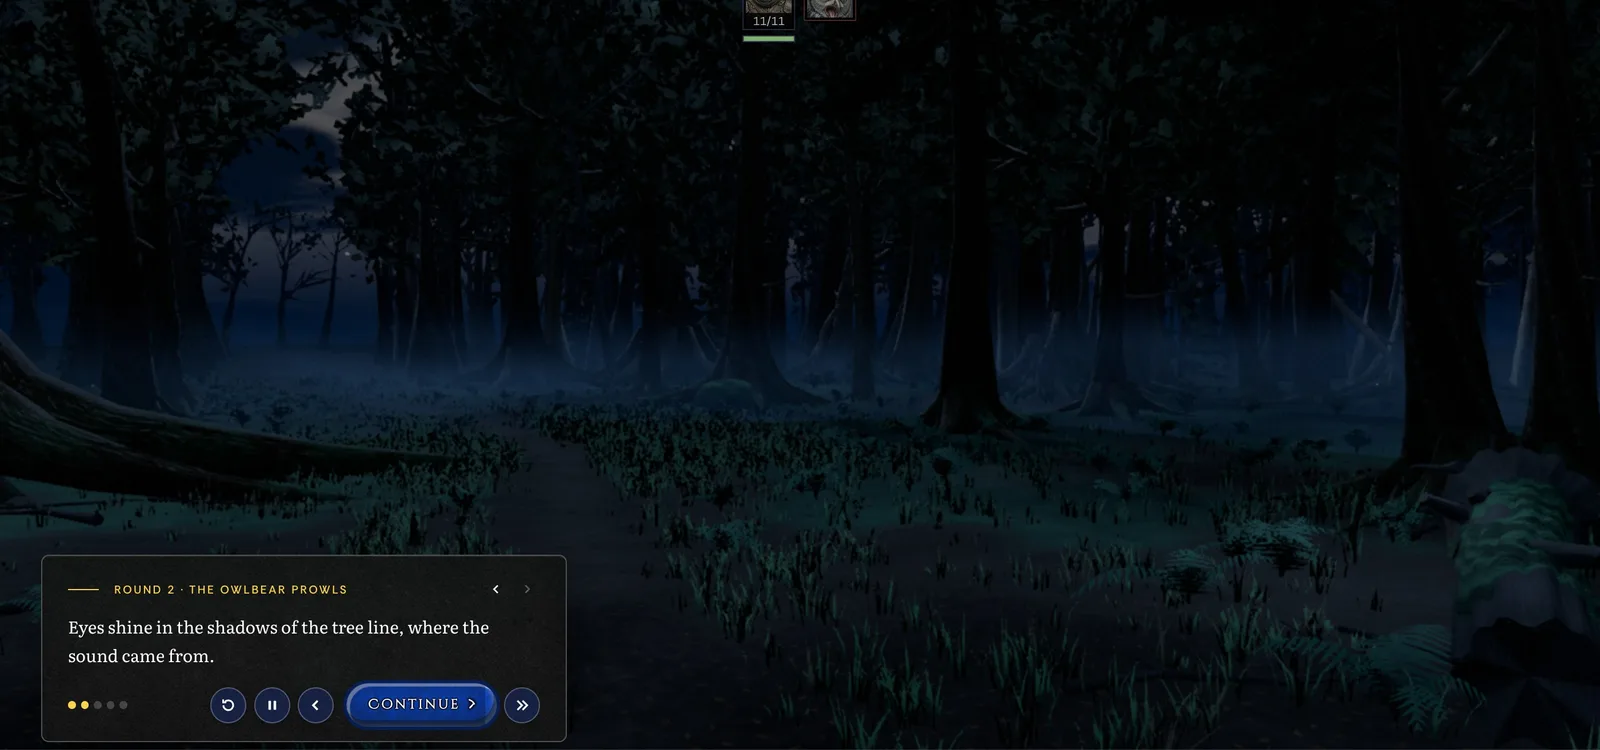 11/11
ROUND 2 · THE OWLBEAR PROWLS
Eyes shine in the shadows of the tree line, where the
sound came from.
CONTINUE